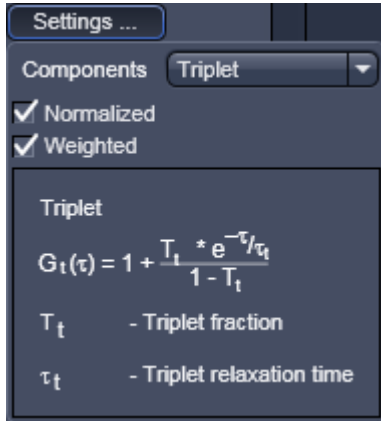 Settings ...
Components Triplet
Normalized
Weighted
Triplet
Gₜ(τ) = 1 + Tₜ * e^−τ/τₜ / 1 - Tₜ
Tₜ - Triplet fraction
τₜ - Triplet relaxation time